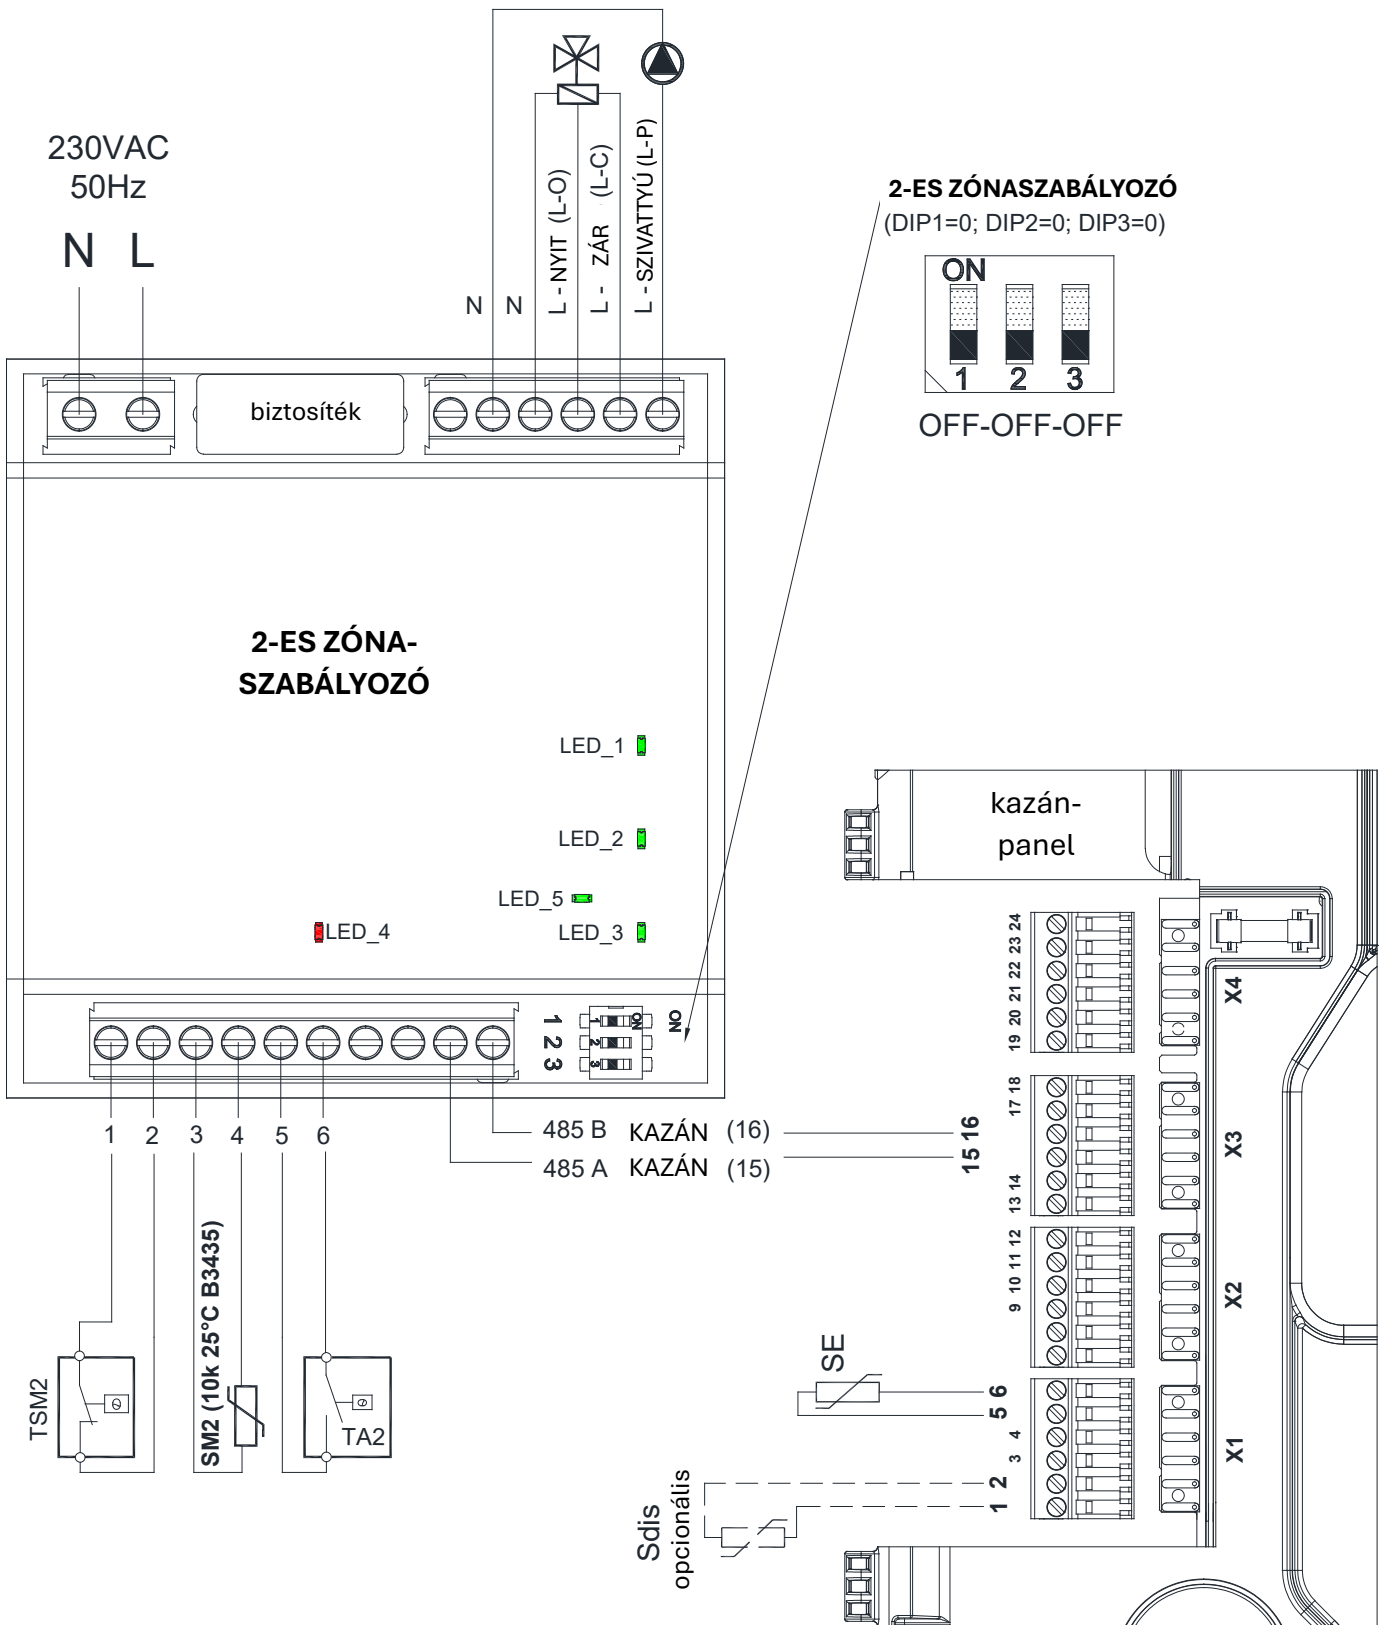 230VAC
50Hz
N L
N N
L - NYIT (L-O)
L - ZÁR (L-C)
L - SZIVATTYÚ (L-P)
2-ES ZÓNASZABÁLYOZÓ
(DIP1=0; DIP2=0; DIP3=0)
ON
1 2 3
OFF-OFF-OFF
biztosíték
2-ES ZÓNA-
SZABÁLYOZÓ
LED_1
LED_2
LED_5
LED_4
LED_3
1
2
3
1
2
3
ON
ON
1 2 3 4 5 6
485 B KAZÁN (16)
485 A KAZÁN (15)
TSM2
SM2 (10k 25°C B3435)
TA2
kazán-
panel
19 20 21 22 23 24
X4
13 14
15 16
17 18
X3
9 10 11 12
X2
SE
6
5
4
3
2
1
X1
Sdis
opcionális